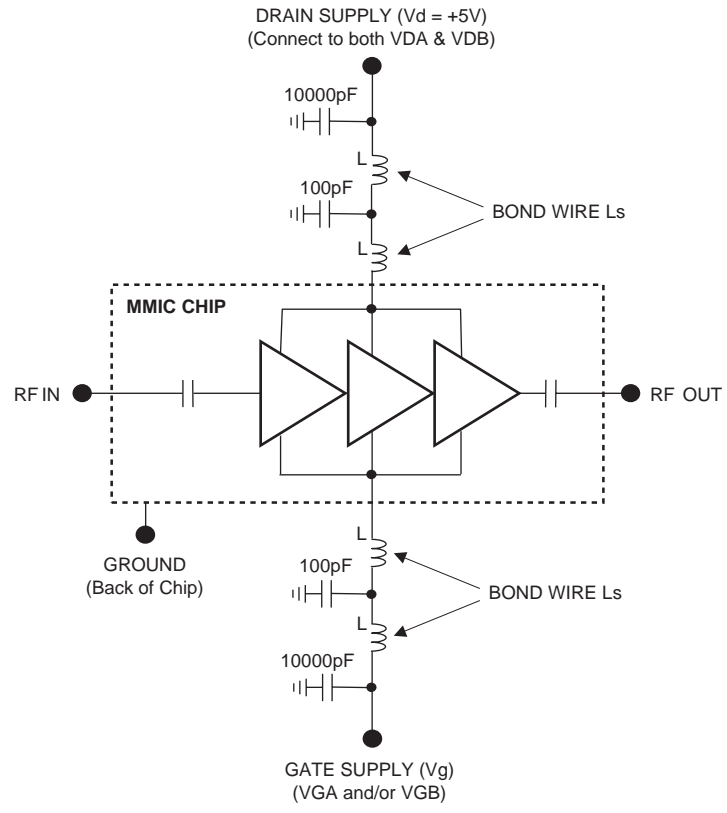 DRAIN SUPPLY (Vd = +5V)
(Connect to both VDA & VDB)
10000pF
L
100pF
BOND WIRE Ls
L
MMIC CHIP
RF IN
RF OUT
GROUND
(Back of Chip)
L
100pF
BOND WIRE Ls
L
10000pF
GATE SUPPLY (Vg)
(VGA and/or VGB)